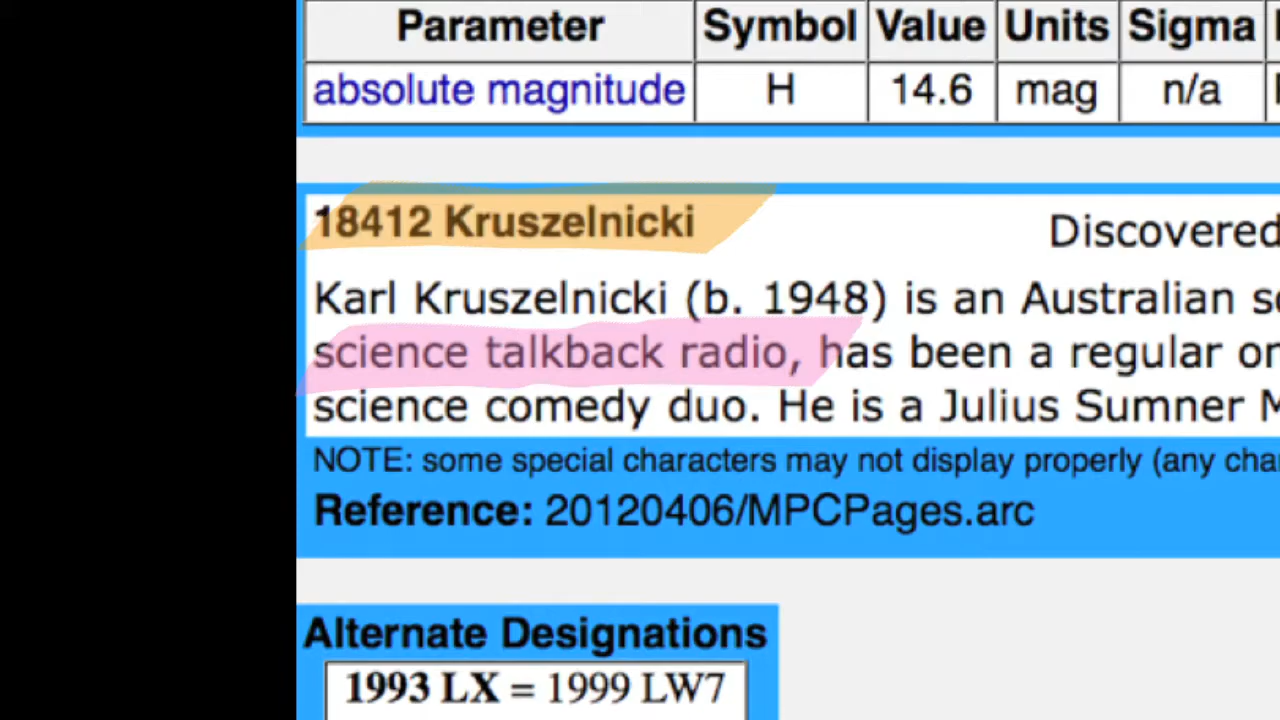 Parameter Symbol Value Units Sigma
absolute magnitude H 14.6 mag n/a
18412 Kruszelnicki Discovered
Karl Kruszelnicki (b. 1948) is an Australian
science talkback radio, has been a regular
science comedy duo. He is a Julius Sumner
NOTE: some special characters may not display properly (any
Reference: 20120406/MPCPages.arc
Alternate Designations
1993 LX = 1999 LW7